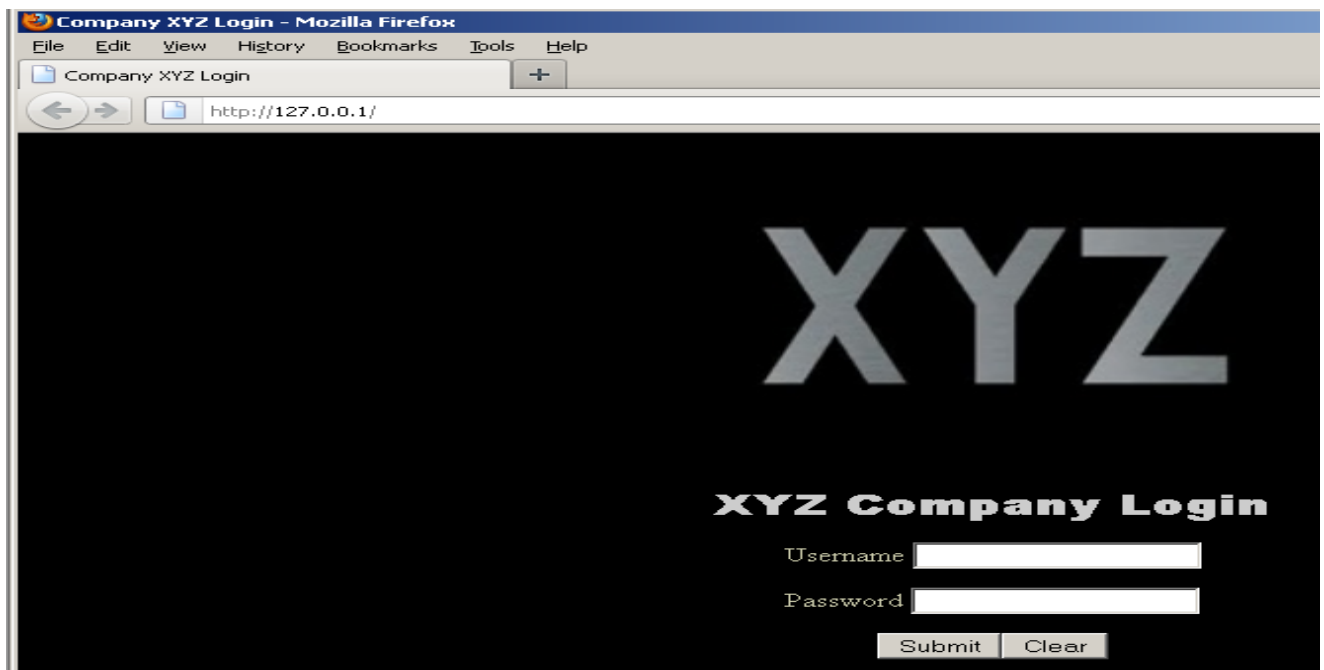 Company XYZ Login - Mozilla Firefox
File Edit View History Bookmarks Tools Help
Company XYZ Login +
http://127.0.0.1/
XYZ
XYZ Company Login
Username
Password
Submit Clear